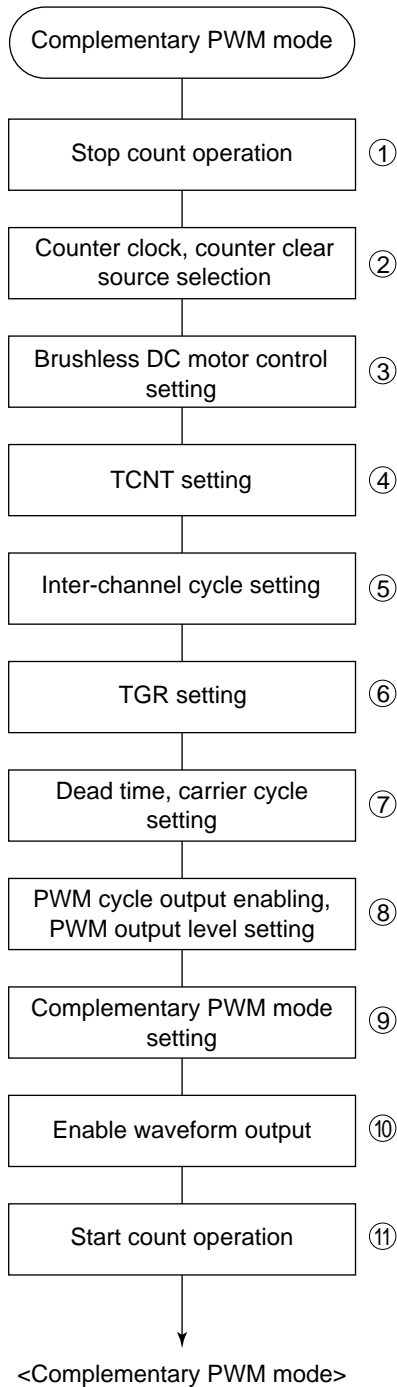 Complementary PWM mode
Stop count operation ①
Counter clock, counter clear
source selection ②
Brushless DC motor control
setting ③
TCNT setting ④
Inter-channel cycle setting ⑤
TGR setting ⑥
Dead time, carrier cycle
setting ⑦
PWM cycle output enabling,
PWM output level setting ⑧
Complementary PWM mode
setting ⑨
Enable waveform output ⑩
Start count operation ⑪
<Complementary PWM mode>